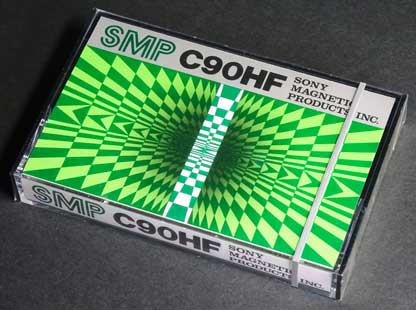 SMP C90HF SONY
MAGNETIC
PRODUCTS INC.
SMP C90HF SONY
MAGNETIC
PRODUCTS INC.